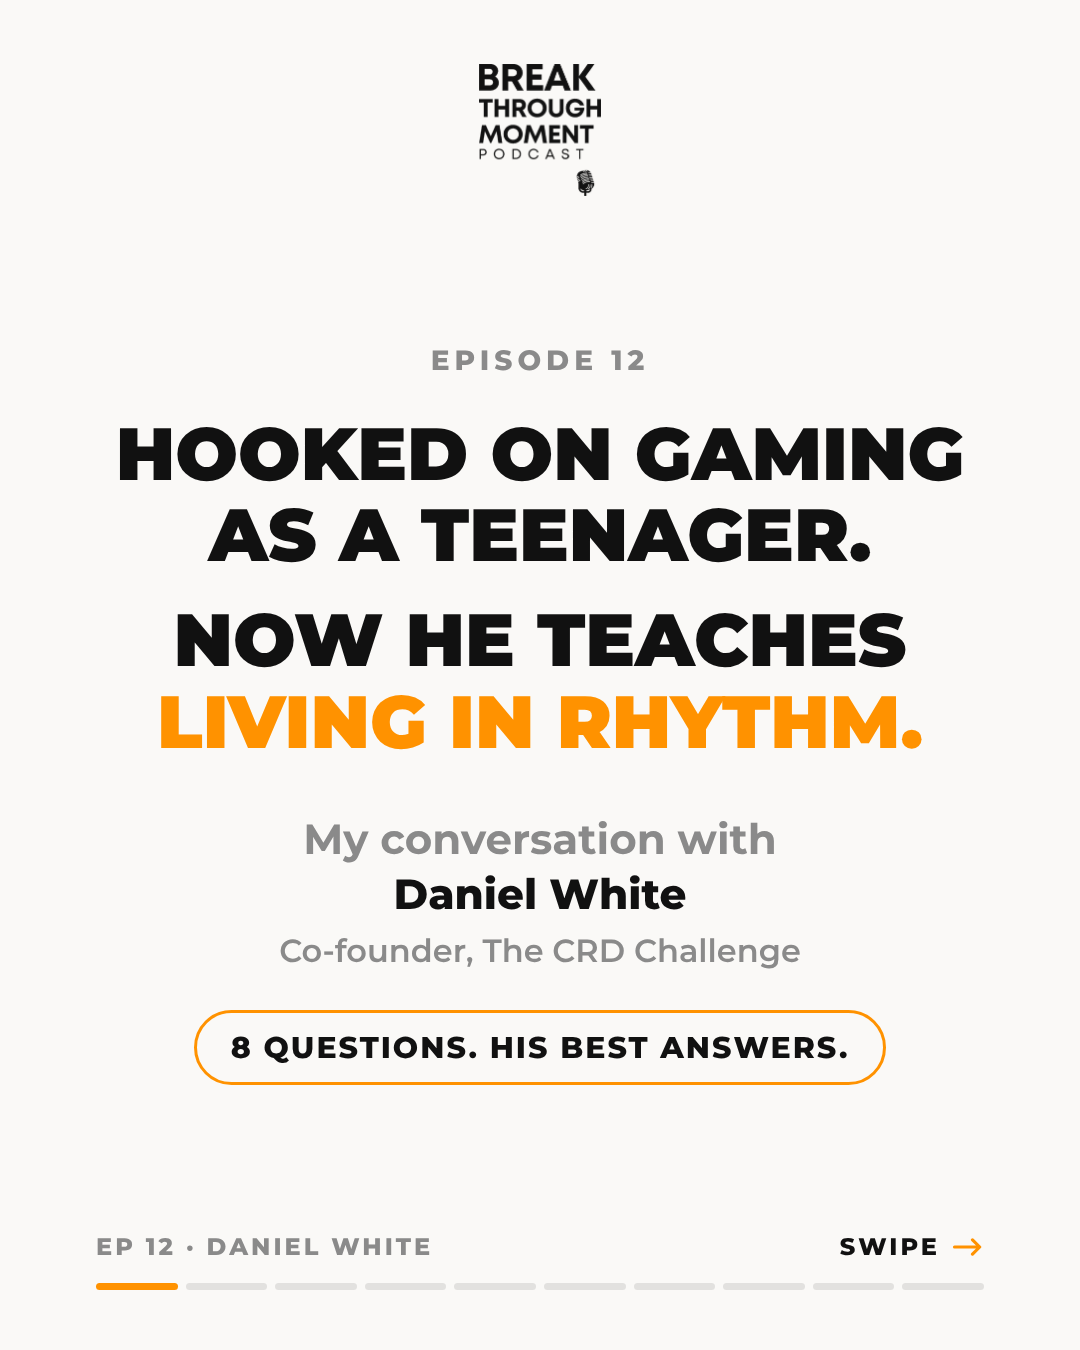 BREAK
THROUGH
MOMENT
PODCAST
EPISODE 12
HOOKED ON GAMING
AS A TEENAGER.
NOW HE TEACHES
LIVING IN RHYTHM.
My conversation with
Daniel White
Co-founder, The CRD Challenge
8 QUESTIONS. HIS BEST ANSWERS.
EP 12 · DANIEL WHITE
SWIPE →